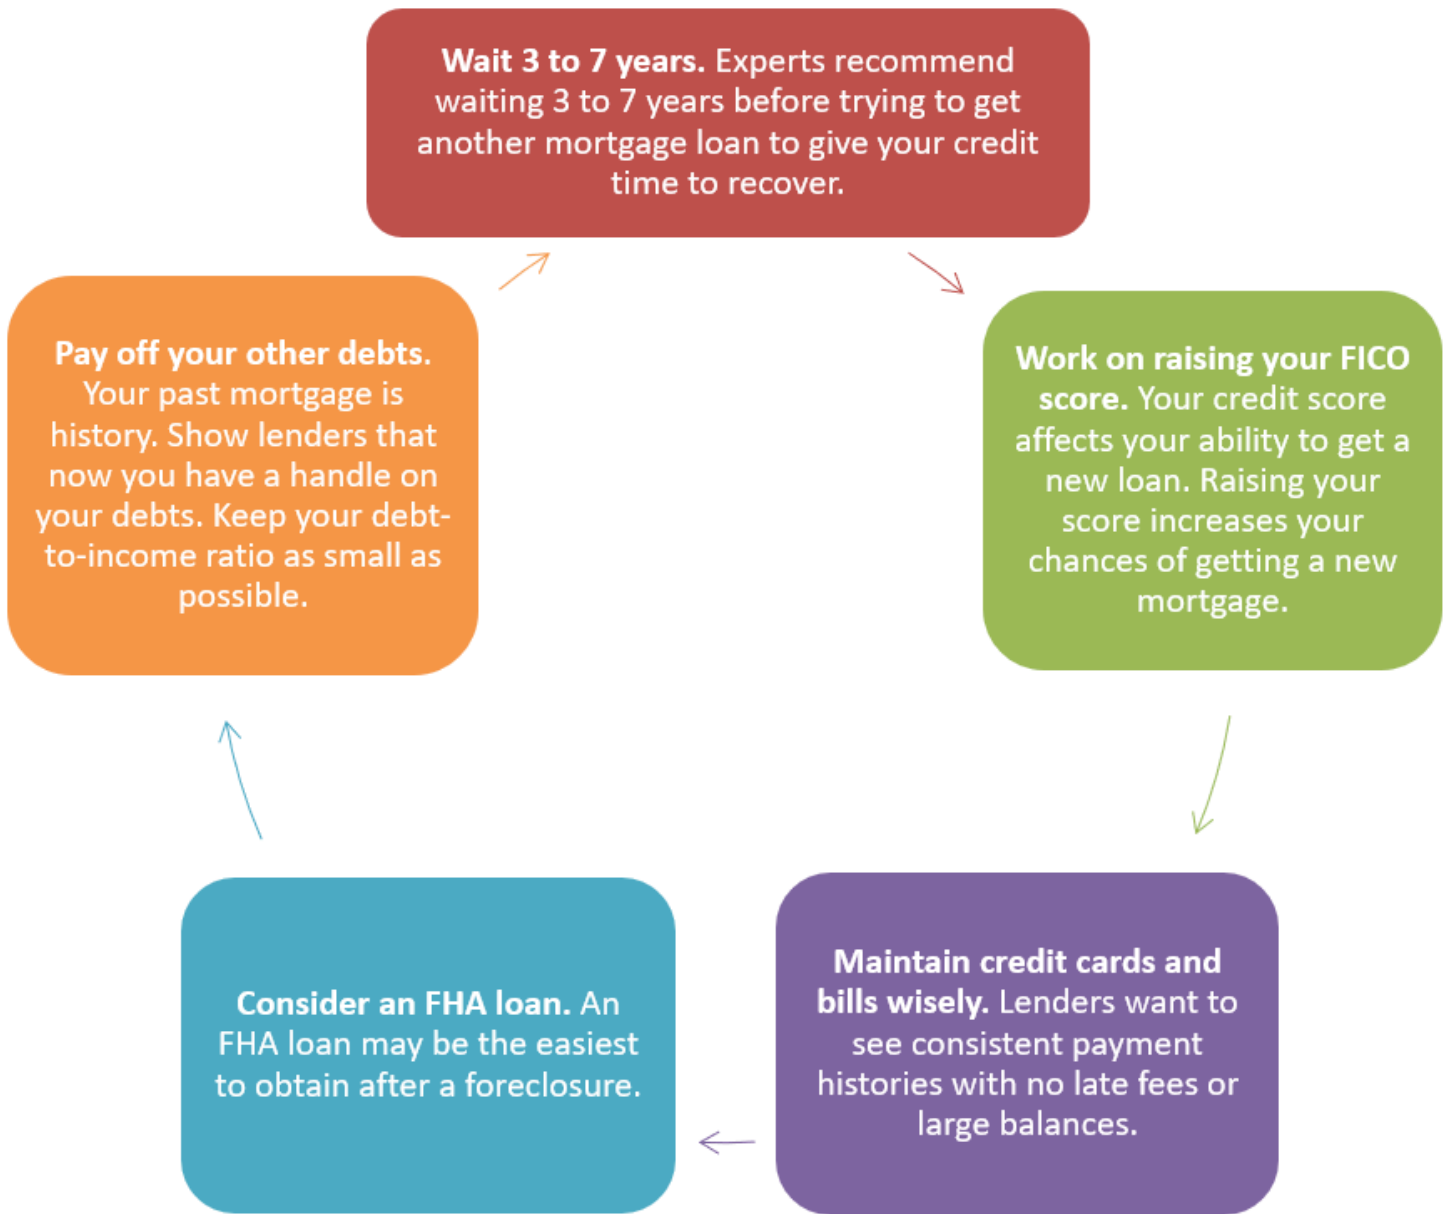 Wait 3 to 7 years. Experts recommend
waiting 3 to 7 years before trying to get
another mortgage loan to give your credit
time to recover.
Work on raising your FICO
score. Your credit score
affects your ability to get a
new loan. Raising your
score increases your
chances of getting a new
mortgage.
Maintain credit cards and
bills wisely. Lenders want to
see consistent payment
histories with no late fees or
large balances.
Consider an FHA loan. An
FHA loan may be the easiest
to obtain after a foreclosure.
Pay off your other debts.
Your past mortgage is
history. Show lenders that
now you have a handle on
your debts. Keep your debt-
to-income ratio as small as
possible.